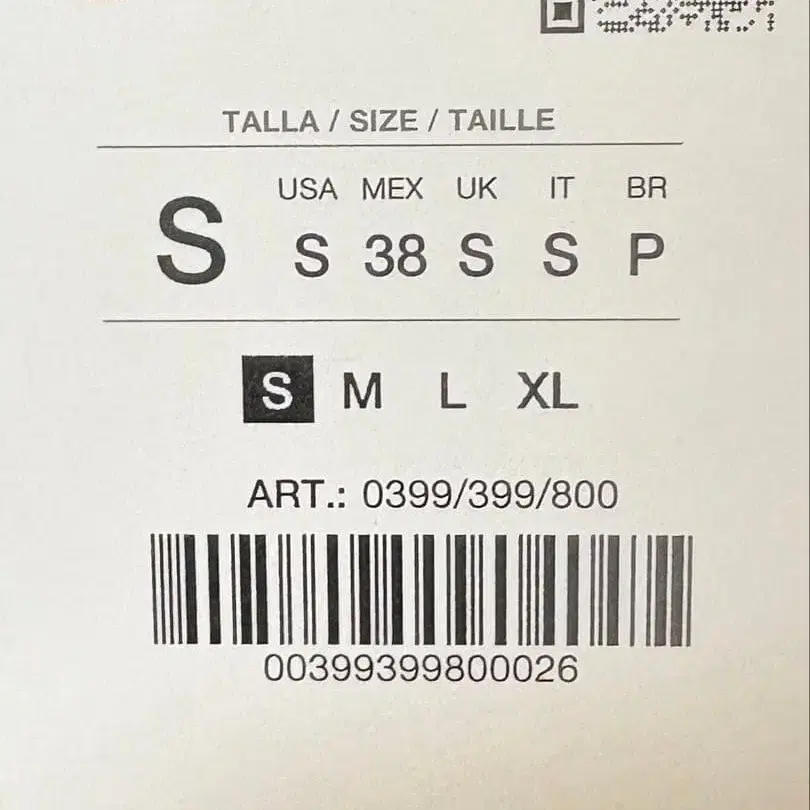 TALLA / SIZE / TAILLE
USA MEX UK IT BR
S S 38 S S P
S M L XL
ART.: 0399/399/800
00399399800026